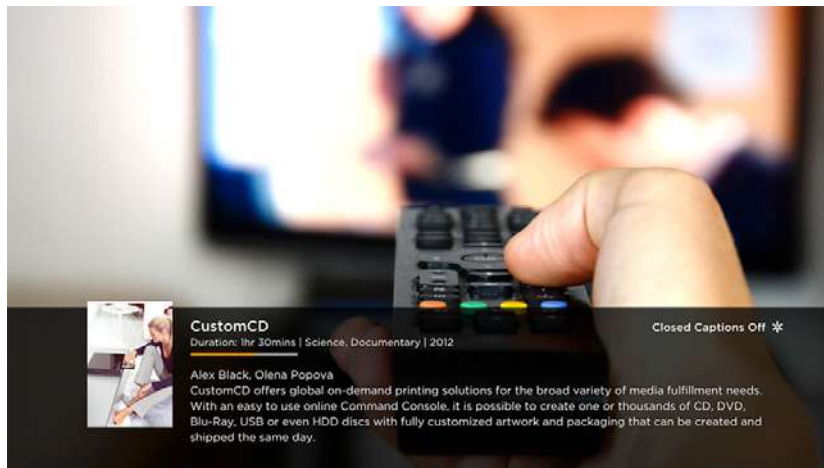 CustomCD
Closed Captions Off
Duration: 1hr 30mins | Science, Documentary | 2012
Alex Black, Olena Popova
CustomCD offers global on-demand printing solutions for the broad variety of media fulfillment needs.
With an easy to use online Command Console, it is possible to create one or thousands of CD, DVD,
Blu-Ray, USB or even HDD discs with fully customized artwork and packaging that can be created and
shipped the same day.